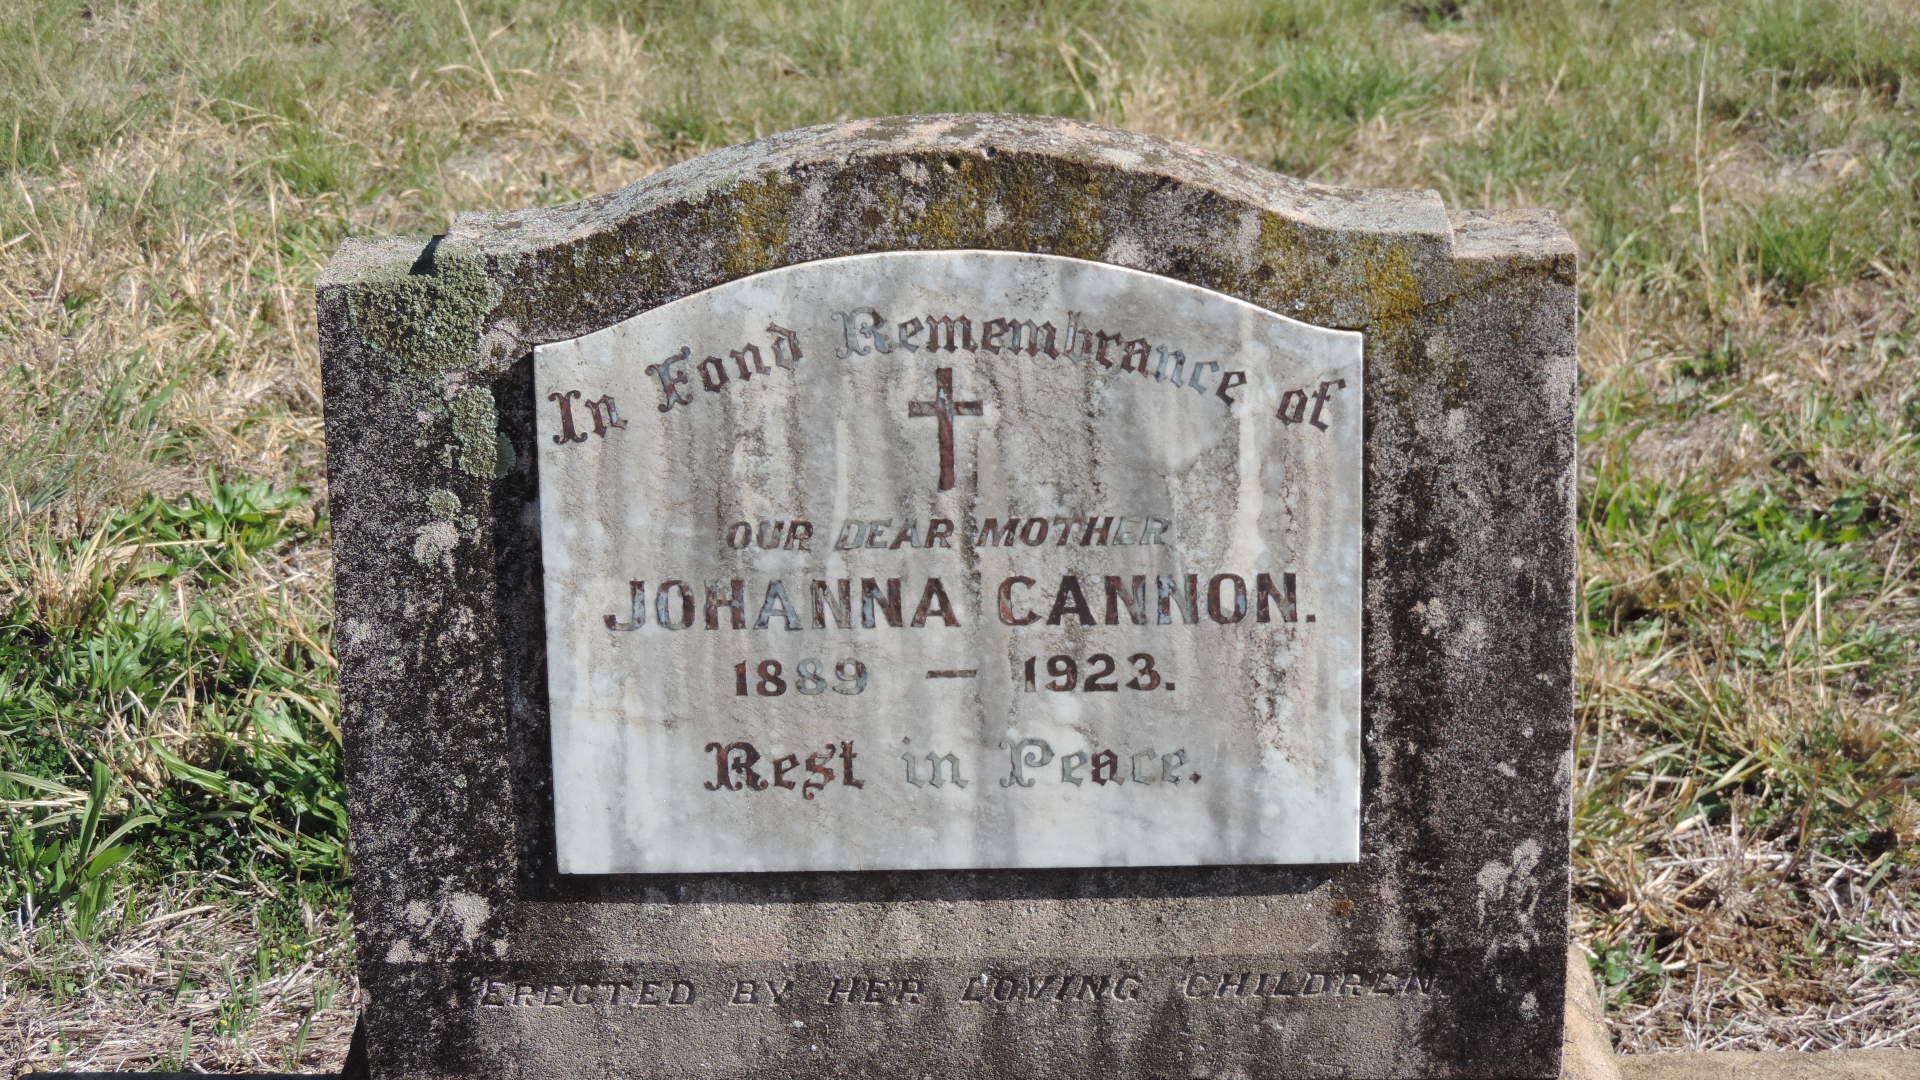 In Fond Remembrance of
OUR DEAR MOTHER
JOHANNA CANNON.
1889 — 1923.
Rest in Peace.
ERECTED BY HER LOVING CHILDREN.